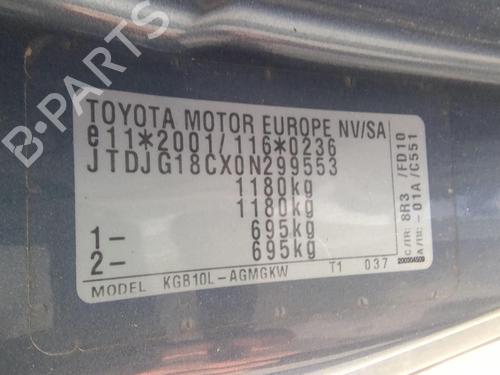 TOYOTA MOTOR EUROPE NV/SA
e11*2001/116*0236
JTDJG18CX0N299553
1180kg
1180kg
1- 695kg
2- 695kg
MODEL KGB10L-AGMGKW T1 037
C/TR: 8R3 /FD10
A/TM: -01A /C551
200304509
B-PARTS